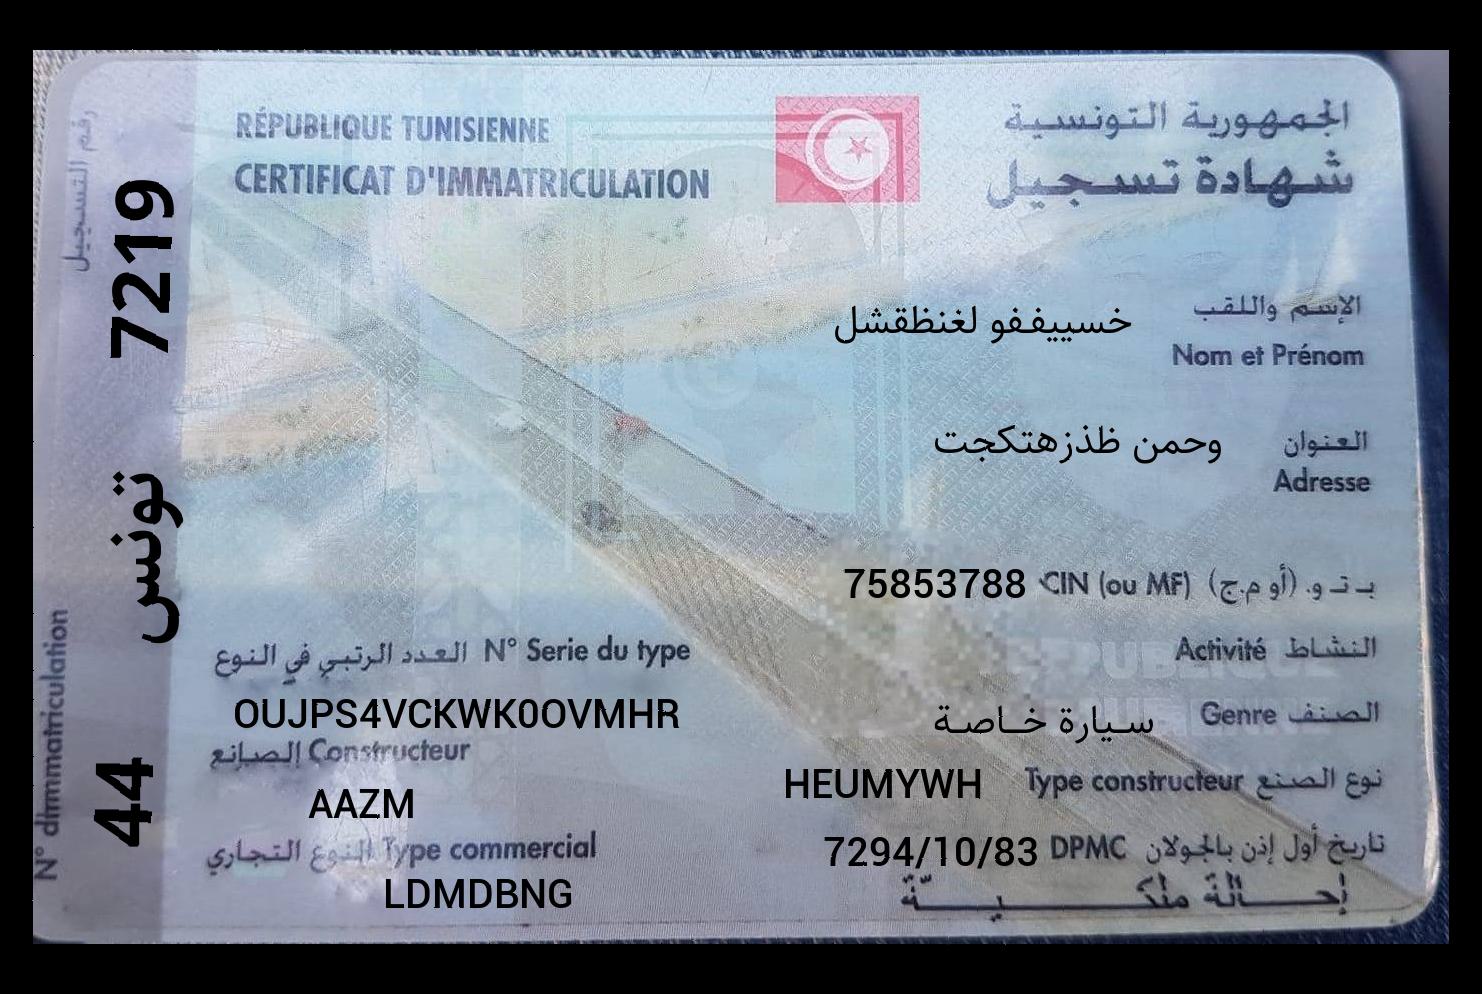 الجمهورية التونسية
شهادة تسجيل
RÉPUBLIQUE TUNISIENNE
CERTIFICAT D'IMMATRICULATION
رقم التسجيل
7219 تونس 44
N° d'immatriculation
الإسم واللقب خسييففو لغنظقشل
Nom et Prénom
العنوان وحمن ظذزهتكجت
Adresse
ب ت و. (أو م.ج) CIN (ou MF) 75853788
النشاط Activité
الصنف Genre سيارة خاصة
نوع الصنع Type constructeur HEUMYWH
تاريخ أول إذن بالجولان DPMC 7294/10/83
إحالة ملكيّة
العدد الرتبي في النوع N° Serie du type
OUJPS4VCKWK0OVMHR
الصانع Constructeur
AAZM
النوع التجاري Type commercial
LDMDBNG